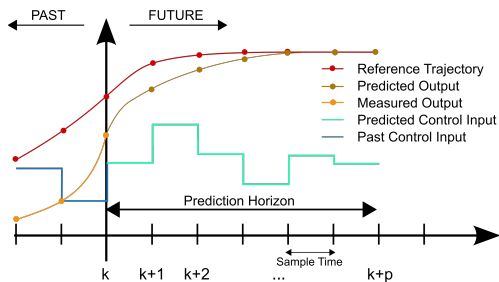 PAST
FUTURE
Reference Trajectory
Predicted Output
Measured Output
Predicted Control Input
Past Control Input
Prediction Horizon
Sample Time
k
k+1
k+2
...
k+p